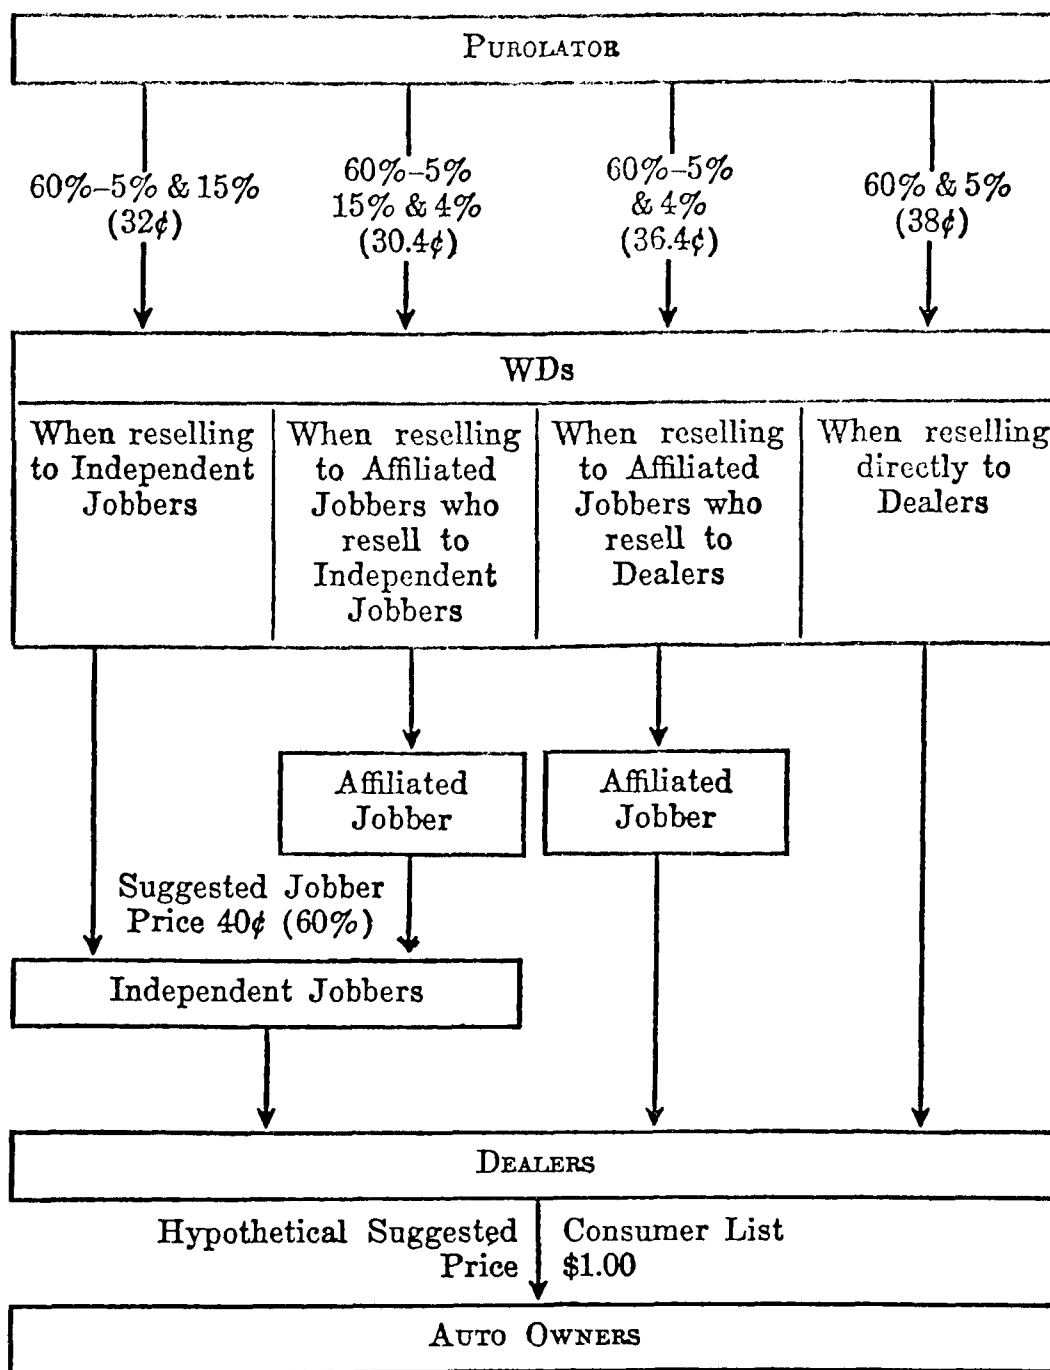 PUROLATOR
60%–5% & 15%
(32¢)
60%–5%
15% & 4%
(30.4¢)
60%–5%
& 4%
(36.4¢)
60% & 5%
(38¢)
WDs
When reselling
to Independent
Jobbers
When reselling
to Affiliated
Jobbers who
resell to
Independent
Jobbers
When reselling
to Affiliated
Jobbers who
resell to
Dealers
When reselling
directly to
Dealers
Affiliated
Jobber
Affiliated
Jobber
Suggested Jobber
Price 40¢ (60%)
Independent Jobbers
DEALERS
Hypothetical Suggested Consumer List
Price $1.00
AUTO OWNERS